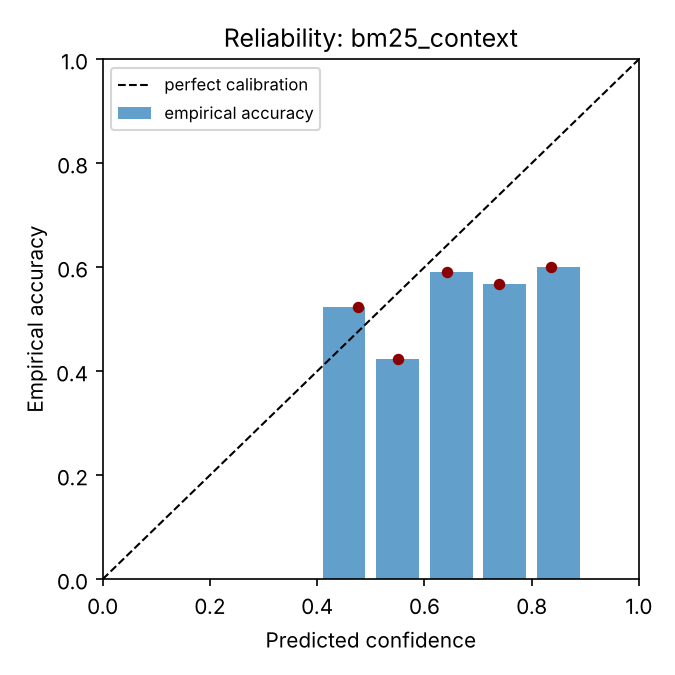 Reliability: bm25_context
perfect calibration
empirical accuracy
Empirical accuracy
1.0
0.8
0.6
0.4
0.2
0.0
0.0 0.2 0.4 0.6 0.8 1.0
Predicted confidence